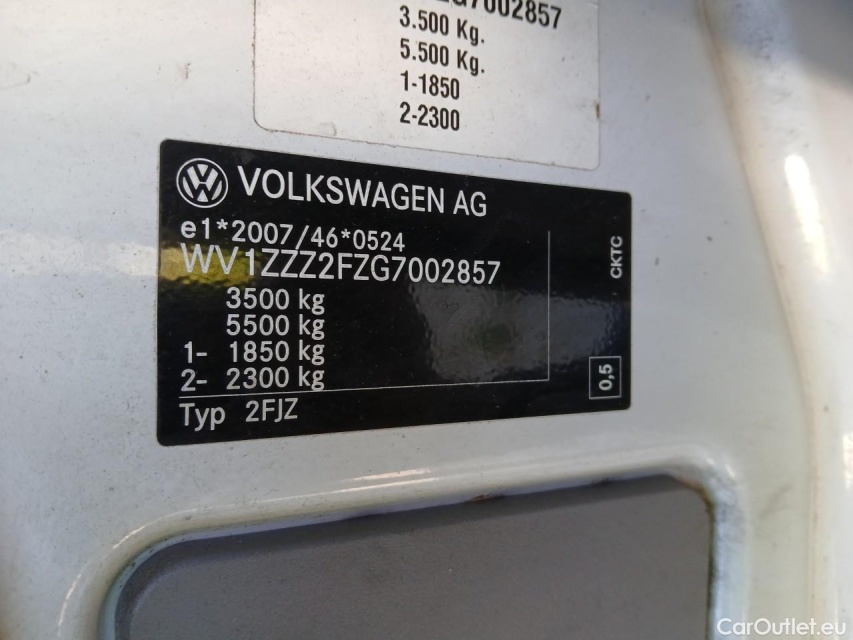 ZG7002857
3.500 Kg.
5.500 Kg.
1-1850
2-2300
VOLKSWAGEN AG
e1*2007/46*0524
WV1ZZZ2FZG7002857
3500 kg
5500 kg
1- 1850 kg
2- 2300 kg
Typ 2FJZ
CKTC
0,5
CarOutlet.eu